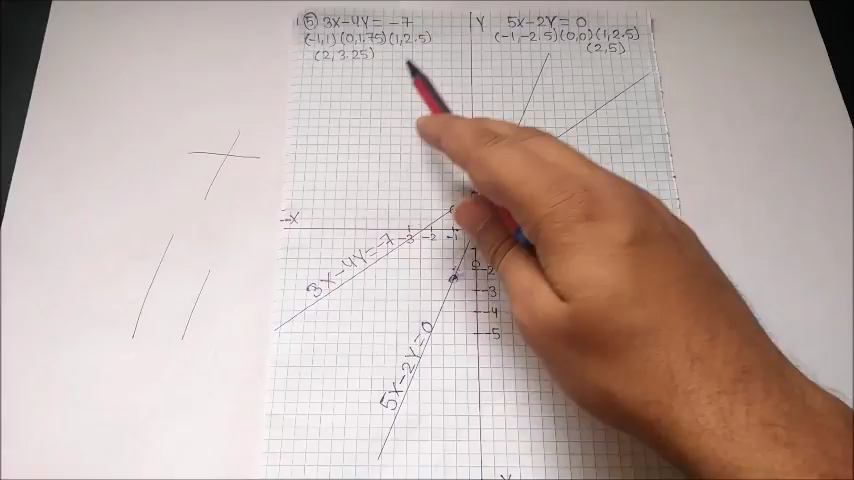 1 ⑤ 3X-4Y= -7
(-1,1)(0,1.75)(1,2.5)
(2,3.25)
Y 5X-2Y= 0
(-1,-2.5)(0,0)(1,2.5)
(2,5)
-X
-3 -2 -1
3X-4Y=-7
0
-2
-3
-4
-5
5X-2Y=0